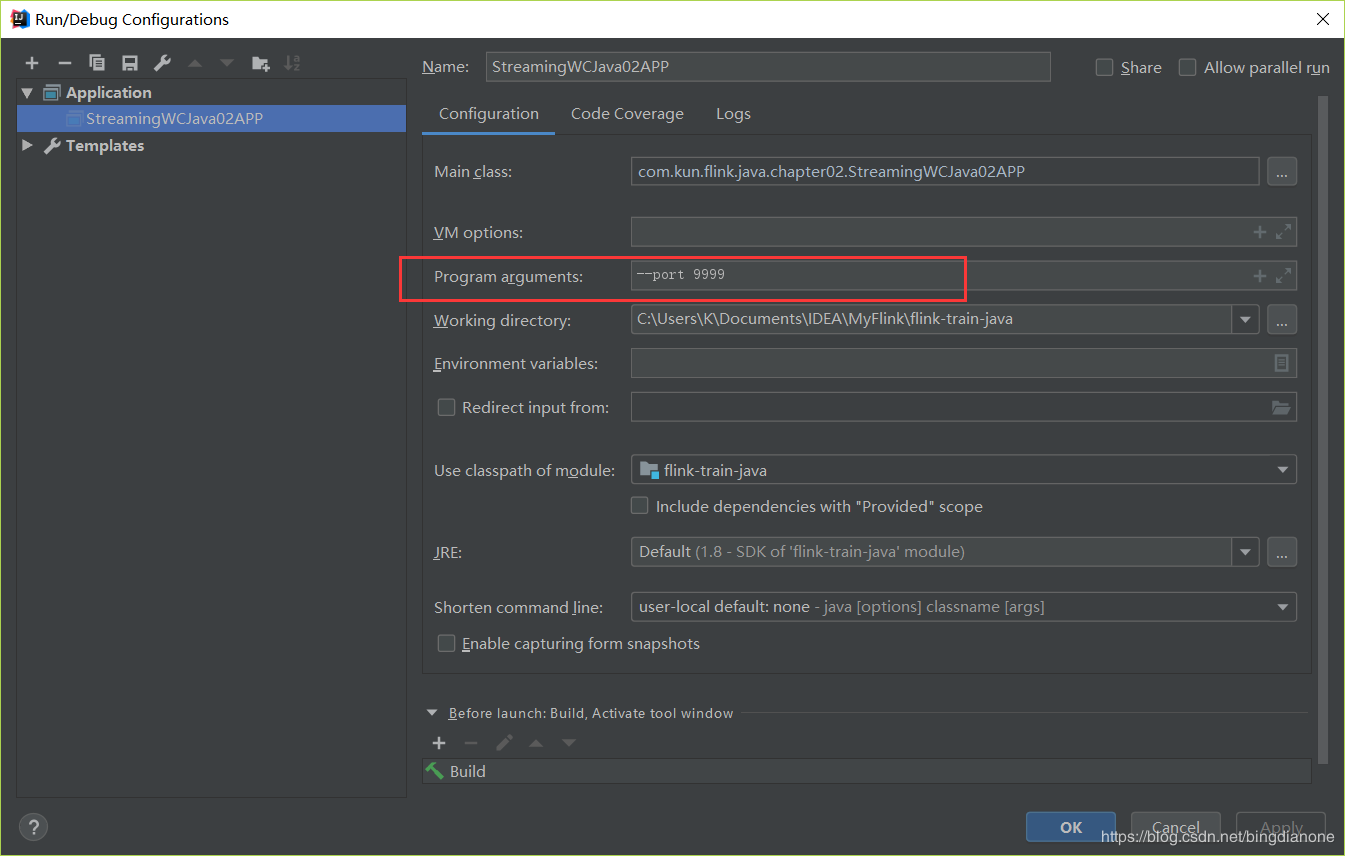 Run/Debug Configurations
Name: StreamingWCJava02APP Share Allow parallel run
Application
StreamingWCJava02APP
Templates
Configuration Code Coverage Logs
Main class: com.kun.flink.java.chapter02.StreamingWCJava02APP ...
VM options:
Program arguments: --port 9999
Working directory: C:\Users\K\Documents\IDEA\MyFlink\flink-train-java ...
Environment variables:
Redirect input from:
Use classpath of module: flink-train-java
Include dependencies with "Provided" scope
JRE: Default (1.8 - SDK of 'flink-train-java' module) ...
Shorten command line: user-local default: none - java [options] classname [args]
Enable capturing form snapshots
Before launch: Build, Activate tool window
Build
? OK Cancel Apply
https://blog.csdn.net/bingdianone